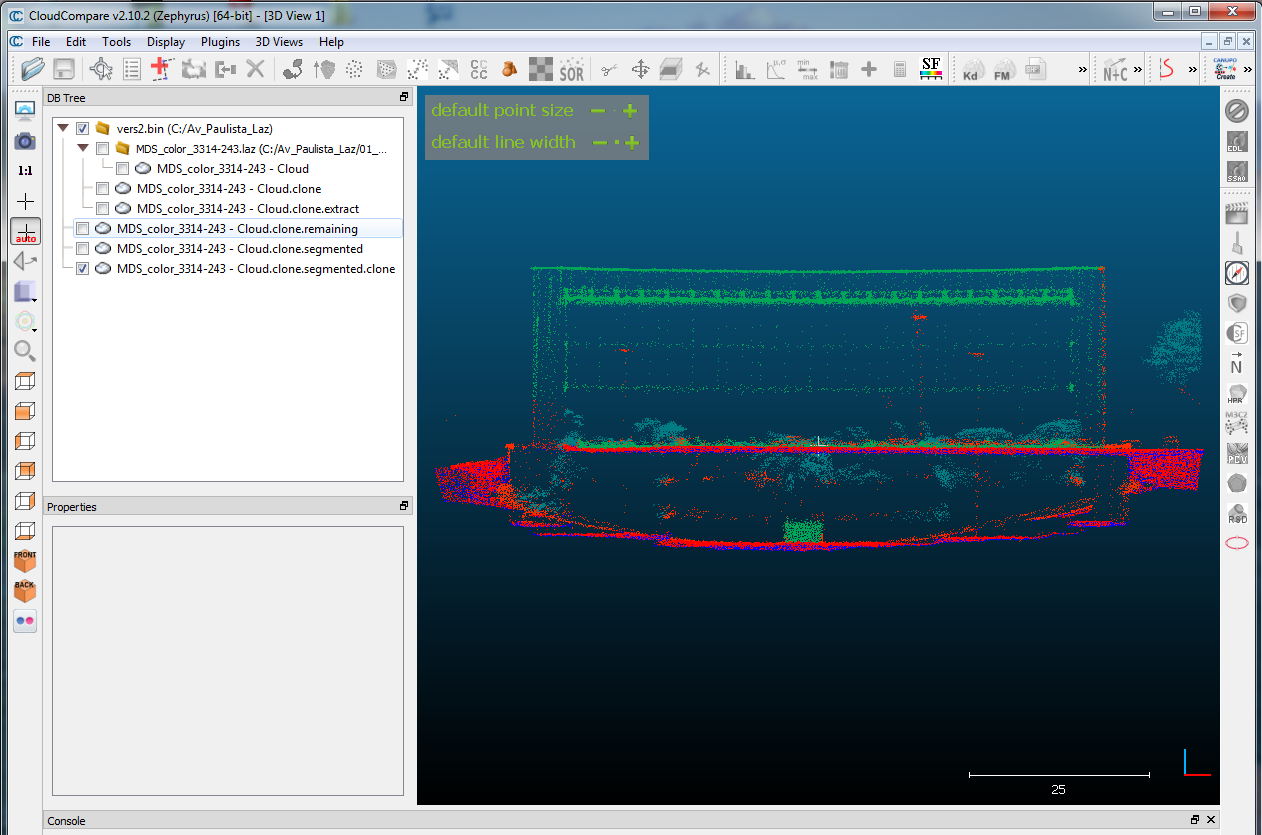 CloudCompare v2.10.2 (Zephyrus) [64-bit] - [3D View 1]
File Edit Tools Display Plugins 3D Views Help
CC
CC
SOR
μ,σ
min
max
SF
Kd
FM
N+C
CANUPO
Create
DB Tree
vers2.bin (C:/Av_Paulista_Laz)
MDS_color_3314-243.laz (C:/Av_Paulista_Laz/01_...
MDS_color_3314-243 - Cloud
MDS_color_3314-243 - Cloud.clone
MDS_color_3314-243 - Cloud.clone.extract
MDS_color_3314-243 - Cloud.clone.remaining
MDS_color_3314-243 - Cloud.clone.segmented
MDS_color_3314-243 - Cloud.clone.segmented.clone
1:1
auto
FRONT
BACK
Properties
default point size
default line width
25
EDL
SSAO
SF
N
HPR
M3C2
PCV
RSD
Console